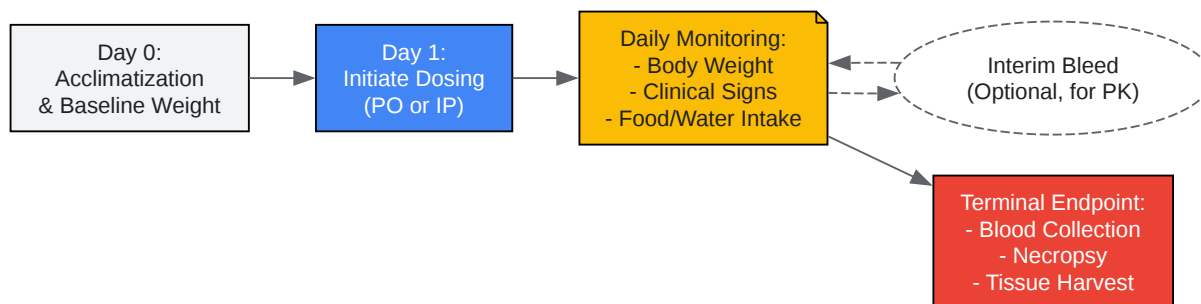 Day 0:
Acclimatization
& Baseline Weight
Day 1:
Initiate Dosing
(PO or IP)
Daily Monitoring:
- Body Weight
- Clinical Signs
- Food/Water Intake
Interim Bleed
(Optional, for PK)
Terminal Endpoint:
- Blood Collection
- Necropsy
- Tissue Harvest